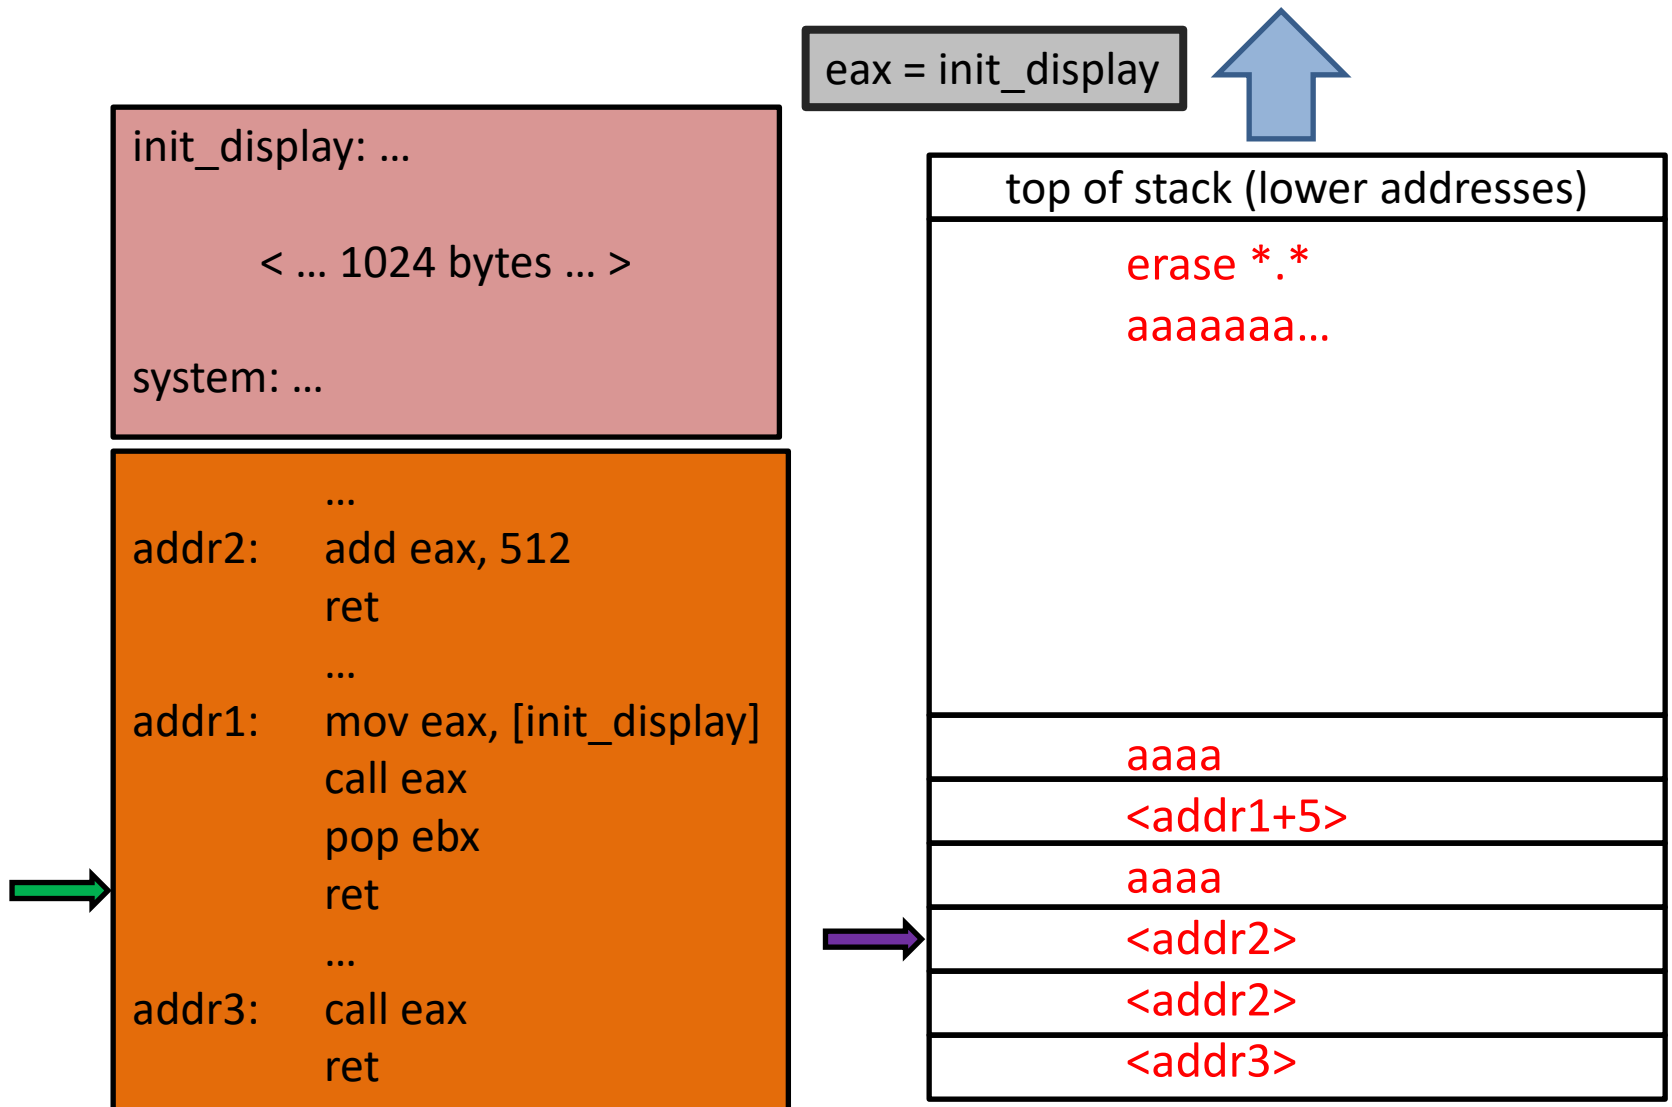 eax = init_display
init_display: …
< … 1024 bytes … >
system: …
…
addr2: add eax, 512
ret
…
addr1: mov eax, [init_display]
call eax
pop ebx
ret
…
addr3: call eax
ret
top of stack (lower addresses)
erase *.*
aaaaaaa…
aaaa
<addr1+5>
aaaa
<addr2>
<addr2>
<addr3>